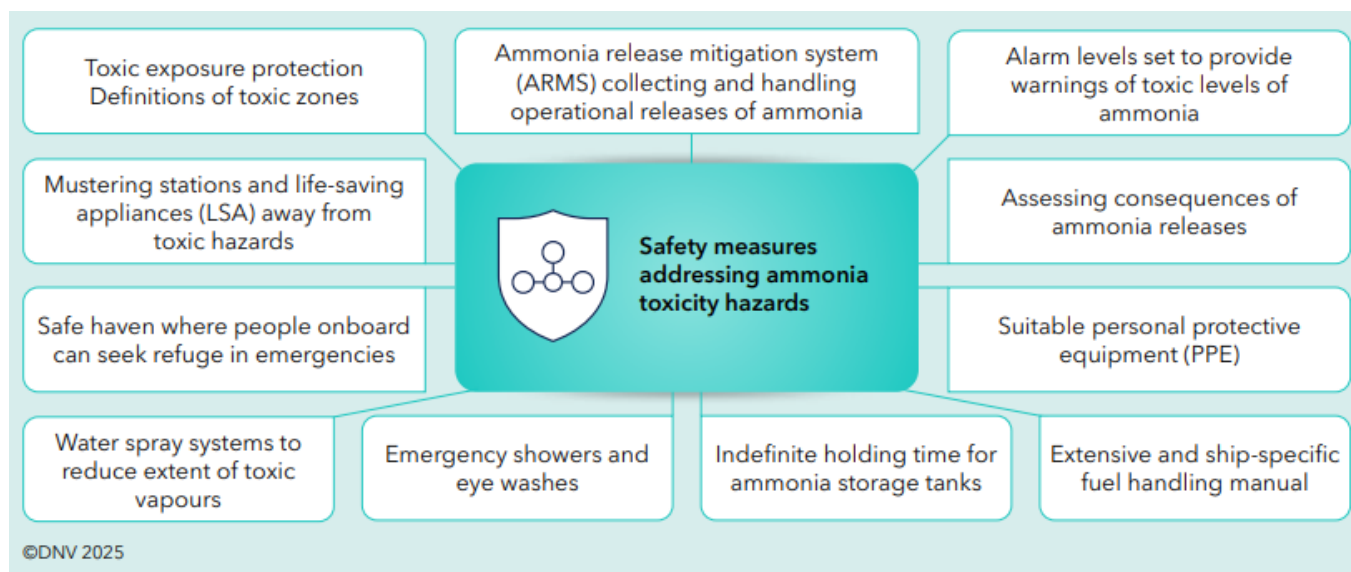 Toxic exposure protection
Definitions of toxic zones
Ammonia release mitigation system
(ARMS) collecting and handling
operational releases of ammonia
Alarm levels set to provide
warnings of toxic levels of
ammonia
Mustering stations and life-saving
appliances (LSA) away from
toxic hazards
Safety measures
addressing ammonia
toxicity hazards
Assessing consequences of
ammonia releases
Safe haven where people onboard
can seek refuge in emergencies
Suitable personal protective
equipment (PPE)
Water spray systems to
reduce extent of toxic
vapours
Emergency showers and
eye washes
Indefinite holding time for
ammonia storage tanks
Extensive and ship-specific
fuel handling manual
©DNV 2025